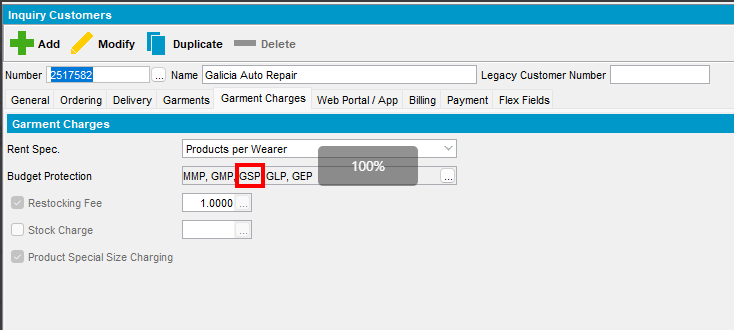 Inquiry Customers
Add Modify Duplicate Delete
Number 2517582 ... Name Galicia Auto Repair Legacy Customer Number
General Ordering Delivery Garments Garment Charges Web Portal / App Billing Payment Flex Fields
Garment Charges
Rent Spec. Products per Wearer
100%
Budget Protection MMP, GMP, GSP, GLP, GEP ...
Restocking Fee 1.0000 ...
Stock Charge ...
Product Special Size Charging